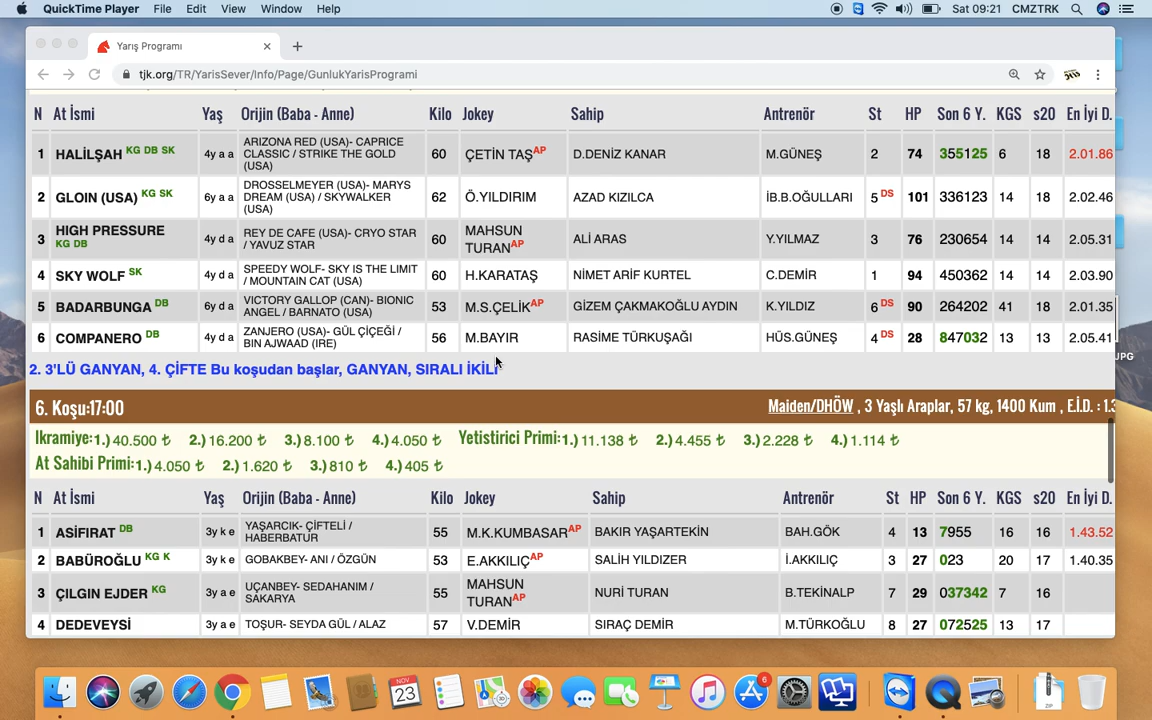 QuickTime Player File Edit View Window Help Sat 09:21 CMZTRK
Yarış Programı
tjk.org/TR/YarisSever/Info/Page/GunlukYarisProgrami
N At İsmi Yaş Orijin (Baba - Anne) Kilo Jokey Sahip Antrenör St HP Son 6 Y. KGS s20 En İyi D.
1 HALİLŞAH KG DB SK 4y a a ARIZONA RED (USA)- CAPRICE CLASSIC / STRIKE THE GOLD (USA) 60 ÇETİN TAŞAP D.DENİZ KANAR M.GÜNEŞ 2 74 355125 6 18 2.01.86
2 GLOIN (USA) KG SK 6y a a DROSSELMEYER (USA)- MARYS DREAM (USA) / SKYWALKER (USA) 62 Ö.YILDIRIM AZAD KIZILCA İB.B.OĞULLARI 5 DS 101 336123 14 18 2.02.46
3 HIGH PRESSURE KG DB 4y d a REY DE CAFE (USA)- CRYO STAR / YAVUZ STAR 60 MAHSUN TURANAP ALİ ARAS Y.YILMAZ 3 76 230654 14 14 2.05.31
4 SKY WOLF SK 4y d a SPEEDY WOLF- SKY IS THE LIMIT / MOUNTAIN CAT (USA) 60 H.KARATAŞ NİMET ARİF KURTEL C.DEMİR 1 94 450362 14 14 2.03.90
5 BADARBUNGA DB 6y d a VICTORY GALLOP (CAN)- BIONIC ANGEL / BARNATO (USA) 53 M.S.ÇELİKAP GİZEM ÇAKMAKOĞLU AYDIN K.YILDIZ 6 DS 90 264202 41 18 2.01.35
6 COMPANERO DB 4y d a ZANJERO (USA)- GÜL ÇİÇEĞİ / BIN AJWAAD (IRE) 56 M.BAYIR RASİME TÜRKUŞAĞI HÜS.GÜNEŞ 4 DS 28 847032 13 13 2.05.41
2. 3'LÜ GANYAN, 4. ÇİFTE Bu koşudan başlar, GANYAN, SIRALI İKİLİ
6. Koşu:17:00 Maiden/DHÖW , 3 Yaşlı Araplar, 57 kg, 1400 Kum , E.İ.D. : 1.3
Ikramiye:1.) 40.500 ₺ 2.) 16.200 ₺ 3.) 8.100 ₺ 4.) 4.050 ₺ Yetistirici Primi:1.) 11.138 ₺ 2.) 4.455 ₺ 3.) 2.228 ₺ 4.) 1.114 ₺
At Sahibi Primi:1.) 4.050 ₺ 2.) 1.620 ₺ 3.) 810 ₺ 4.) 405 ₺
N At İsmi Yaş Orijin (Baba - Anne) Kilo Jokey Sahip Antrenör St HP Son 6 Y. KGS s20 En İyi D.
1 ASİFIRAT DB 3y k e YAŞARCIK- ÇİFTELİ / HABERBATUR 55 M.K.KUMBASARAP BAKIR YAŞARTEKİN BAH.GÖK 4 13 7955 16 16 1.43.52
2 BABÜROĞLU KG K 3y k e GOBAKBEY- ANI / ÖZGÜN 53 E.AKKILIÇAP SALİH YILDIZER İ.AKKILIÇ 3 27 023 20 17 1.40.35
3 ÇILGIN EJDER KG 3y a e UÇANBEY- SEDAHANIM / SAKARYA 55 MAHSUN TURANAP NURİ TURAN B.TEKİNALP 7 29 037342 7 16
4 DEDEVEYSİ 3y a e TOŞUR- SEYDA GÜL / ALAZ 57 V.DEMİR SIRAÇ DEMİR M.TÜRKOĞLU 8 27 072525 13 17
JPG
NOV 23
6
ZIP